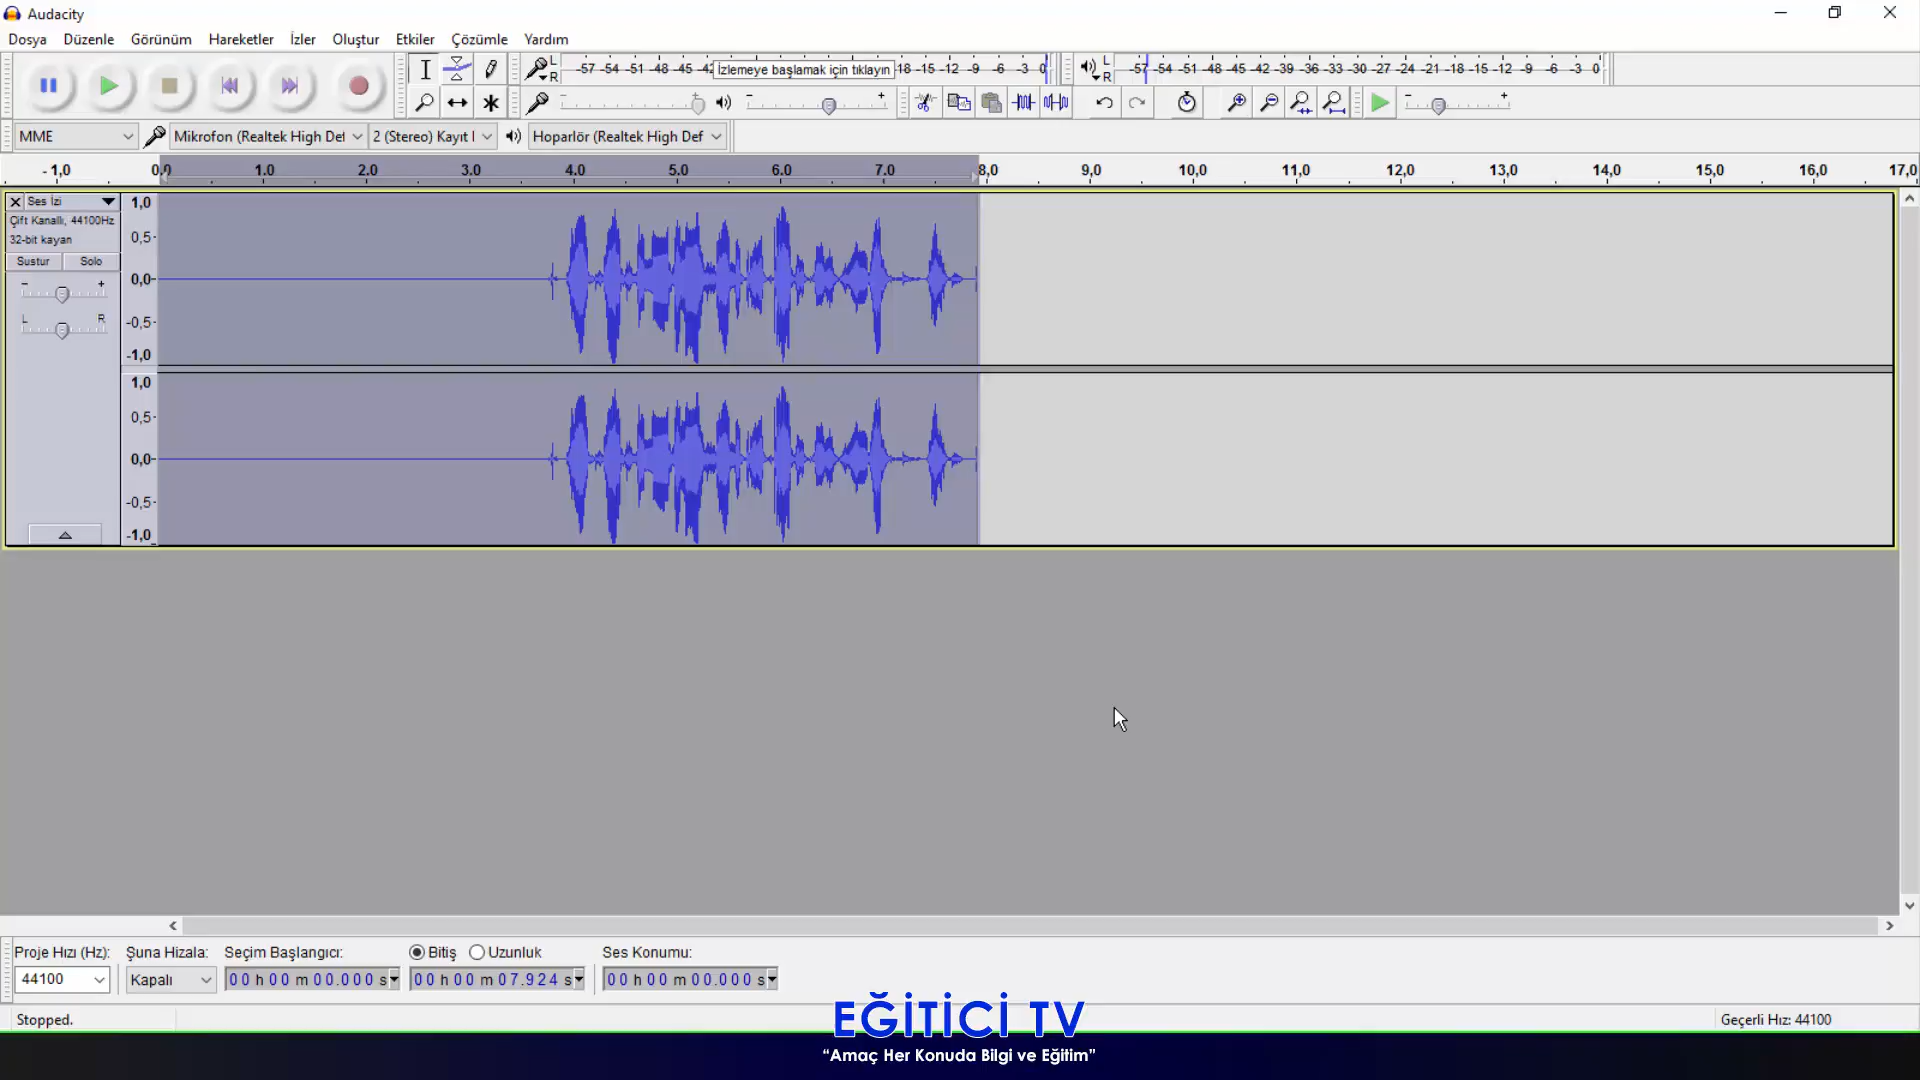 Audacity
Dosya Düzenle Görünüm Hareketler İzler Oluştur Etkiler Çözümle Yardım
L R -57 -54 -51 -48 -45 -42 İzlemeye başlamak için tıklayın -18 -15 -12 -9 -6 -3 0 L R -57 -54 -51 -48 -45 -42 -39 -36 -33 -30 -27 -24 -21 -18 -15 -12 -9 -6 -3 0
MME Mikrofon (Realtek High Def 2 (Stereo) Kayıt Hoparlör (Realtek High Def
-1,0 0,0 1,0 2,0 3,0 4,0 5,0 6,0 7,0 8,0 9,0 10,0 11,0 12,0 13,0 14,0 15,0 16,0 17,0
Ses İzi
Çift Kanallı, 44100Hz
32-bit kayan
Sustur Solo
- +
L R
1,0
0,5
0,0
-0,5
-1,0
1,0
0,5
0,0
-0,5
-1,0
Proje Hızı (Hz): Şuna Hizala: Seçim Başlangıcı: Bitiş Uzunluk Ses Konumu:
44100 Kapalı 00 h 00 m 00.000 s 00 h 00 m 07.924 s 00 h 00 m 00.000 s
Stopped. Geçerli Hız: 44100
EĞİTİCİ TV
“Amaç Her Konuda Bilgi ve Eğitim”